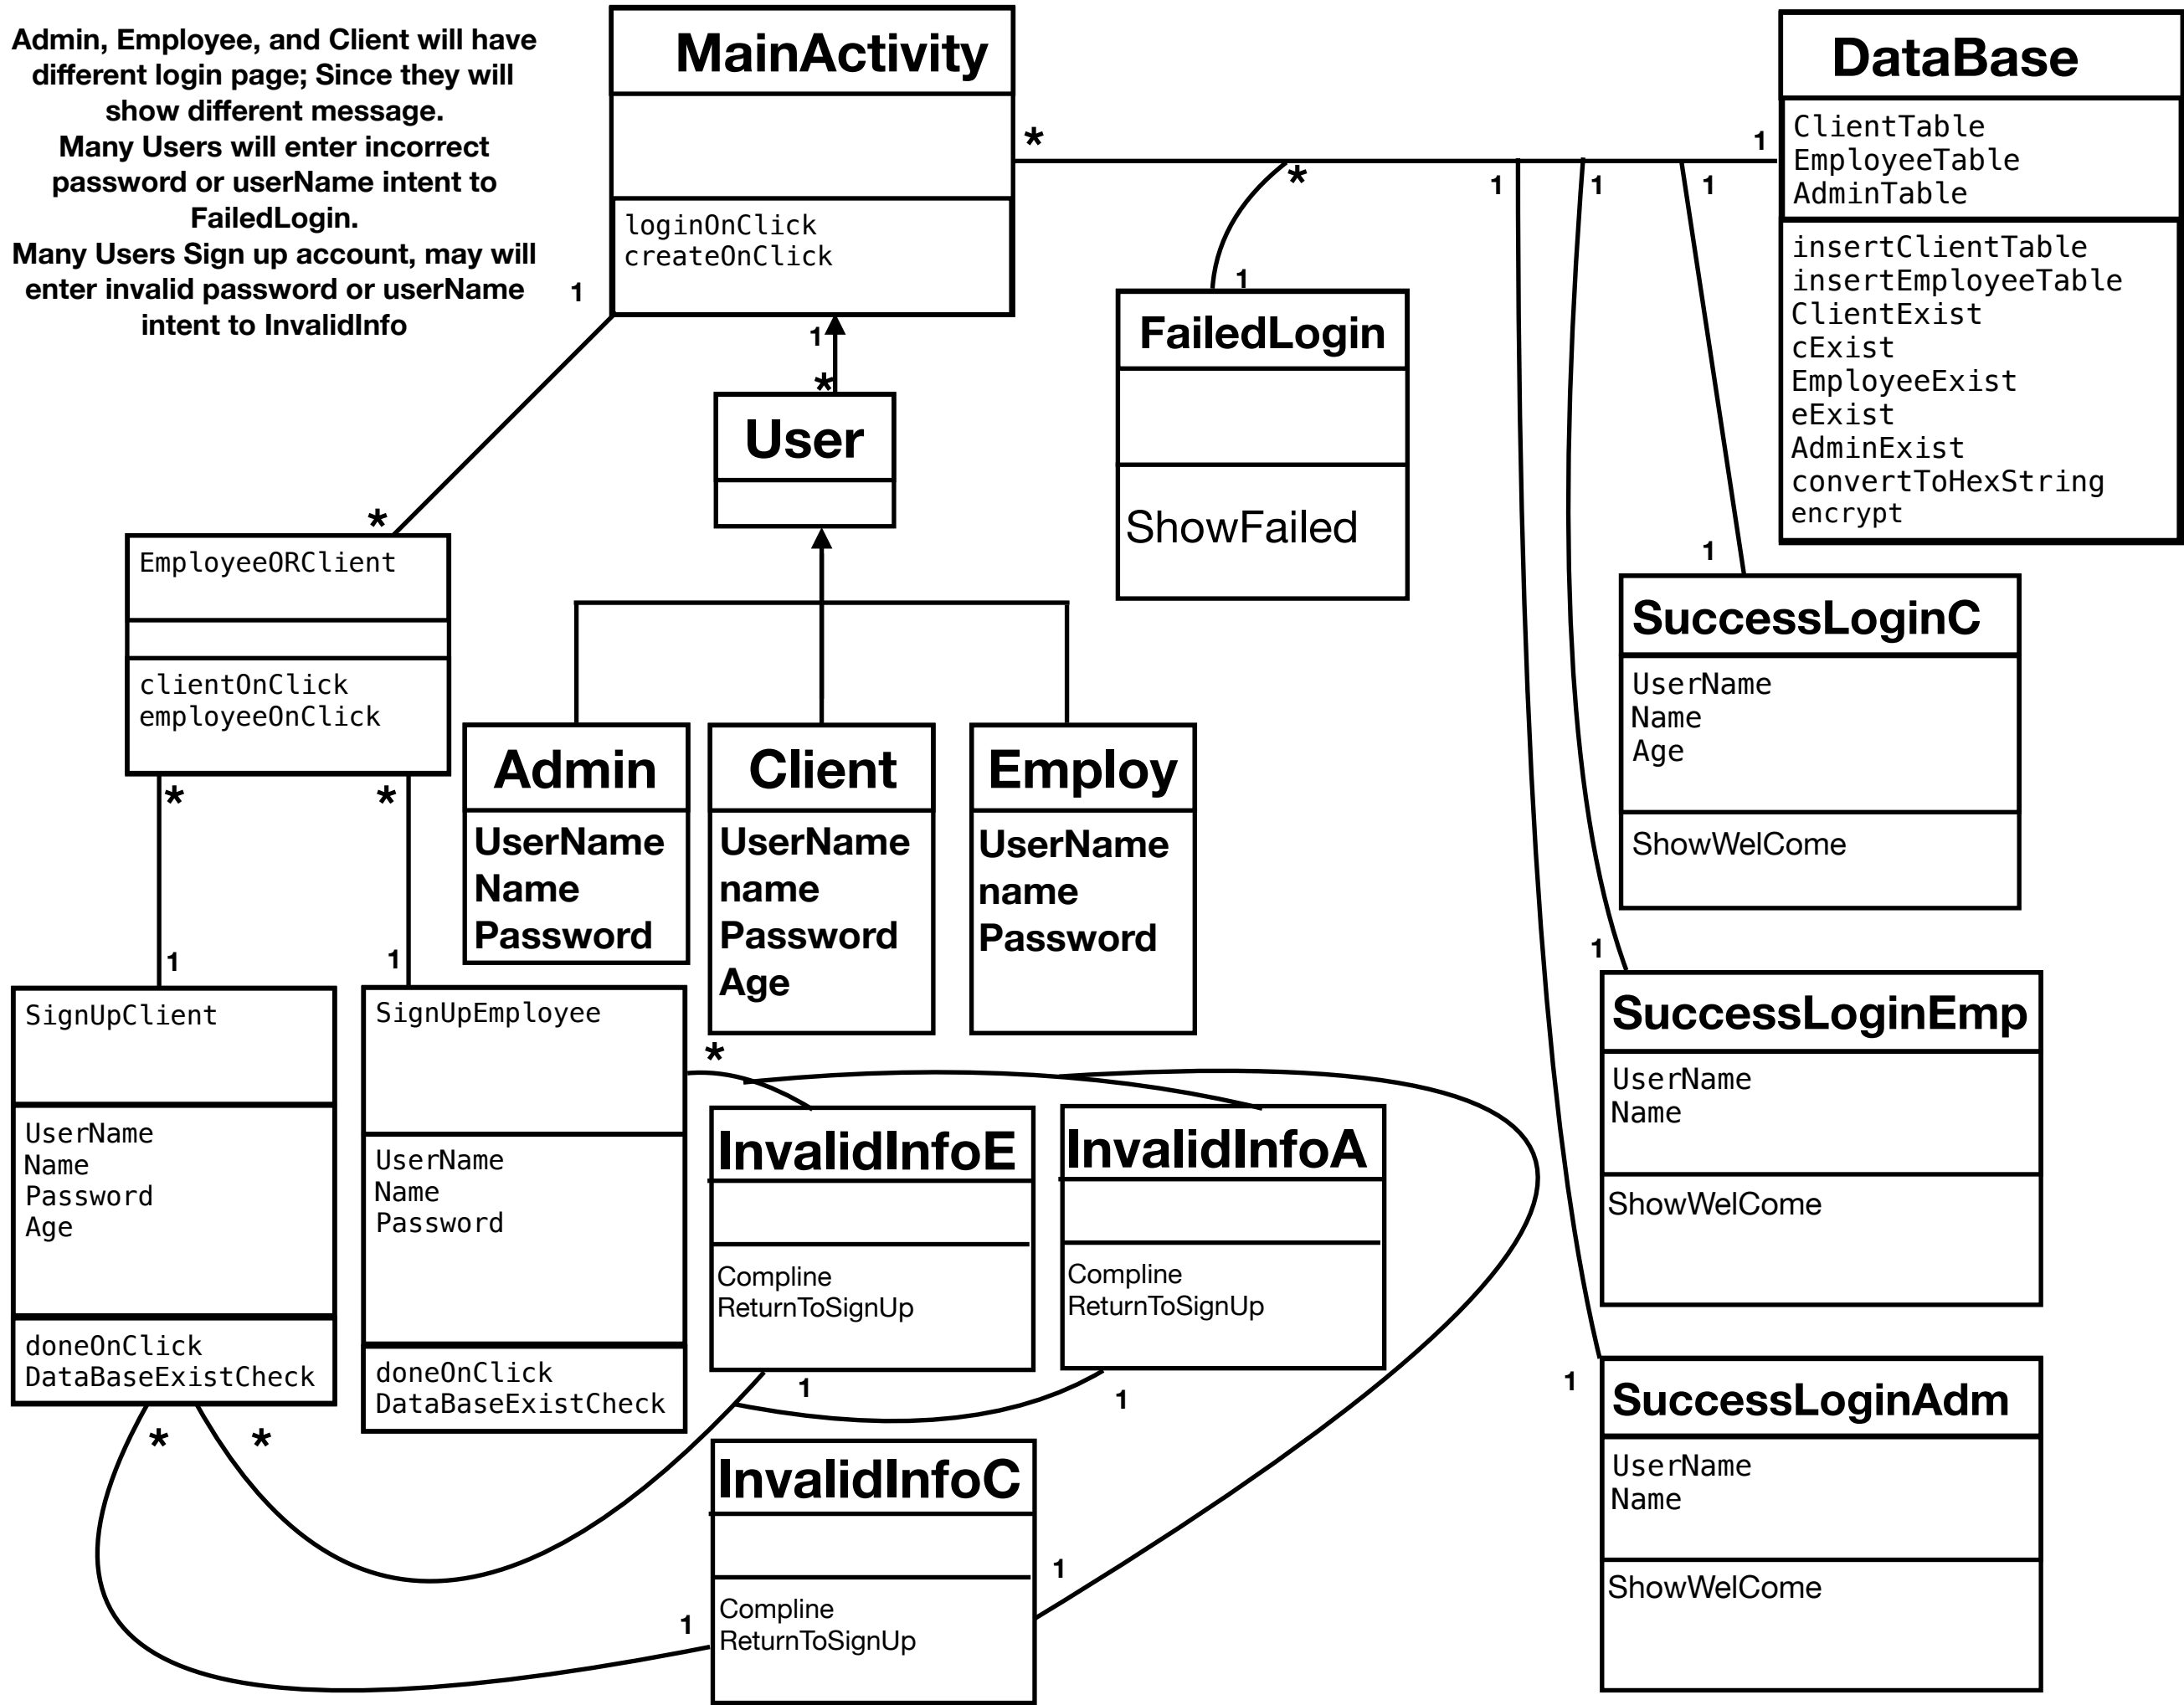 Admin, Employee, and Client will have
different login page; Since they will
show different message.
Many Users will enter incorrect
password or userName intent to
FailedLogin.
Many Users Sign up account, may will
enter invalid password or userName
intent to InvalidInfo
MainActivity
loginOnClick
createOnClick
*
1
DataBase
ClientTable
EmployeeTable
AdminTable
insertClientTable
insertEmployeeTable
ClientExist
cExist
EmployeeExist
eExist
AdminExist
convertToHexString
encrypt
*
1
1
1
1
1
1
*
FailedLogin
ShowFailed
User
*
EmployeeORClient
clientOnClick
employeeOnClick
1
SuccessLoginC
UserName
Name
Age
ShowWelCome
Admin
UserName
Name
Password
Client
UserName
name
Password
Age
Employ
UserName
name
Password
*
*
1
1
1
SignUpClient
UserName
Name
Password
Age
doneOnClick
DataBaseExistCheck
SignUpEmployee
UserName
Name
Password
doneOnClick
DataBaseExistCheck
*
SuccessLoginEmp
UserName
Name
ShowWelCome
InvalidInfoE
Compline
ReturnToSignUp
InvalidInfoA
Compline
ReturnToSignUp
1
1
1
*
*
SuccessLoginAdm
UserName
Name
ShowWelCome
InvalidInfoC
Compline
ReturnToSignUp
1
1